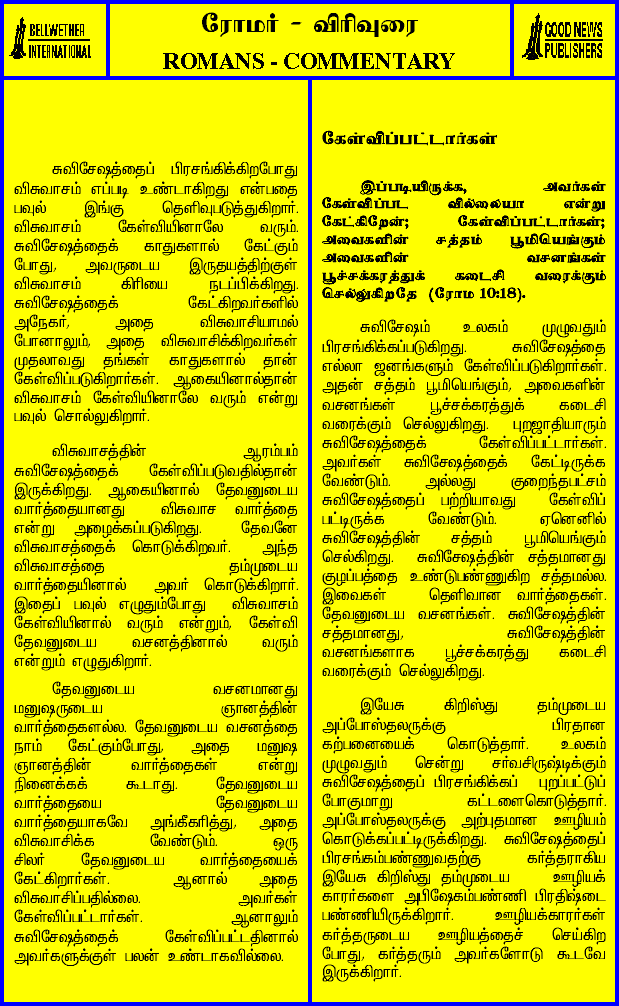 BELLWETHER
INTERNATIONAL
ரோமர் - விரிவுரை
ROMANS - COMMENTARY
GOOD NEWS
PUBLISHERS
சுவிசேஷத்தைப் பிரசங்கிக்கிறபோது
விசுவாசம் எப்படி உண்டாகிறது என்பதை
பவுல் இங்கு தெளிவுபடுத்துகிறார்.
விசுவாசம் கேள்வியினாலே வரும்.
சுவிசேஷத்தைக் காதுகளால் கேட்கும்
போது, அவருடைய இருதயத்திற்குள்
விசுவாசம் கிரியை நடப்பிக்கிறது.
சுவிசேஷத்தைக் கேட்கிறவர்களில்
அநேகர், அதை விசுவாசியாமல்
போனாலும், அதை விசுவாசிக்கிறவர்கள்
முதலாவது தங்கள் காதுகளால் தான்
கேள்விப்படுகிறார்கள். ஆகையினால்தான்
விசுவாசம் கேள்வியினாலே வரும் என்று
பவுல் சொல்லுகிறார்.
விசுவாசத்தின் ஆரம்பம்
சுவிசேஷத்தைக் கேள்விப்படுவதில்தான்
இருக்கிறது. ஆகையினால் தேவனுடைய
வார்த்தையானது விசுவாச வார்த்தை
என்று அழைக்கப்படுகிறது. தேவனே
விசுவாசத்தைக் கொடுக்கிறவர். அந்த
விசுவாசத்தை தம்முடைய
வார்த்தையினால் அவர் கொடுக்கிறார்.
இதைப் பவுல் எழுதும்போது விசுவாசம்
கேள்வியினால் வரும் என்றும், கேள்வி
தேவனுடைய வசனத்தினால் வரும்
என்றும் எழுதுகிறார்.
தேவனுடைய வசனமானது
மனுஷருடைய ஞானத்தின்
வார்த்தைகளல்ல. தேவனுடைய வசனத்தை
நாம் கேட்கும்போது, அதை மனுஷ
ஞானத்தின் வார்த்தைகள் என்று
நினைக்கக் கூடாது. தேவனுடைய
வார்த்தையை தேவனுடைய
வார்த்தையாகவே அங்கீகரித்து, அதை
விசுவாசிக்க வேண்டும். ஒரு
சிலர் தேவனுடைய வார்த்தையைக்
கேட்கிறார்கள். ஆனால் அதை
விசுவாசிப்பதில்லை. அவர்கள்
கேள்விப்பட்டார்கள். ஆனாலும்
சுவிசேஷத்தைக் கேள்விப்பட்டதினால்
அவர்களுக்குள் பலன் உண்டாகவில்லை.
கேள்விப்பட்டார்கள்
இப்படியிருக்க, அவர்கள்
கேள்விப்பட வில்லையா என்று
கேட்கிறேன்; கேள்விப்பட்டார்கள்;
அவைகளின் சத்தம் பூமியெங்கும்
அவைகளின் வசனங்கள்
பூச்சக்கரத்துக் கடைசி வரைக்கும்
செல்லுகிறதே (ரோம 10:18).
சுவிசேஷம் உலகம் முழுவதும்
பிரசங்கிக்கப்படுகிறது. சுவிசேஷத்தை
எல்லா ஜனங்களும் கேள்விப்படுகிறார்கள்.
அதன் சத்தம் பூமியெங்கும், அவைகளின்
வசனங்கள் பூச்சக்கரத்துக் கடைசி
வரைக்கும் செல்லுகிறது. புறஜாதியாரும்
சுவிசேஷத்தைக் கேள்விப்பட்டார்கள்.
அவர்கள் சுவிசேஷத்தைக் கேட்டிருக்க
வேண்டும். அல்லது குறைந்தபட்சம்
சுவிசேஷத்தைப் பற்றியாவது கேள்விப்
பட்டிருக்க வேண்டும். ஏனெனில்
சுவிசேஷத்தின் சத்தம் பூமியெங்கும்
செல்கிறது. சுவிசேஷத்தின் சத்தமானது
குழப்பத்தை உண்டுபண்ணுகிற சத்தமல்ல.
இவைகள் தெளிவான வார்த்தைகள்.
தேவனுடைய வசனங்கள். சுவிசேஷத்தின்
சத்தமானது, சுவிசேஷத்தின்
வசனங்களாக பூச்சக்கரத்து கடைசி
வரைக்கும் செல்லுகிறது.
இயேசு கிறிஸ்து தம்முடைய
அப்போஸ்தலருக்கு பிரதான
கற்பனையைக் கொடுத்தார். உலகம்
முழுவதும் சென்று சர்வசிருஷ்டிக்கும்
சுவிசேஷத்தைப் பிரசங்கிக்கப் புறப்பட்டுப்
போகுமாறு கட்டளைகொடுத்தார்.
அப்போஸ்தலருக்கு அற்புதமான ஊழியம்
கொடுக்கப்பட்டிருக்கிறது. சுவிசேஷத்தைப்
பிரசங்கம்பண்ணுவதற்கு கர்த்தராகிய
இயேசு கிறிஸ்து தம்முடைய ஊழியக்
காரர்களை அபிஷேகம்பண்ணி பிரதிஷ்டை
பண்ணியிருக்கிறார். ஊழியக்காரர்கள்
கர்த்தருடைய ஊழியத்தைச் செய்கிற
போது, கர்த்தரும் அவர்களோடு கூடவே
இருக்கிறார்.